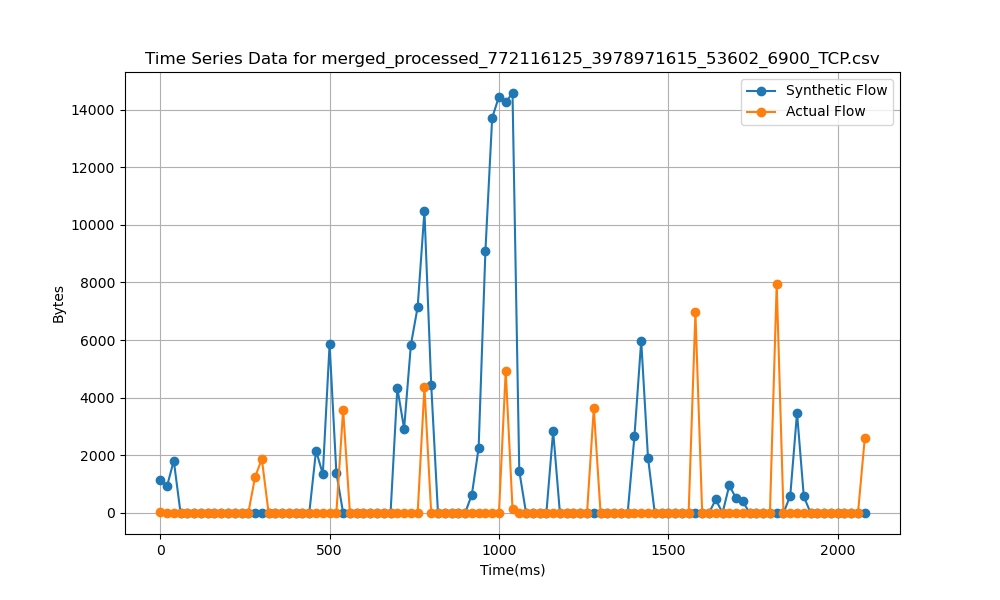 Time Series Data for merged_processed_772116125_3978971615_53602_6900_TCP.csv
Synthetic Flow
Actual Flow
14000
12000
10000
8000
6000
4000
2000
0
Bytes
0
500
1000
1500
2000
Time(ms)